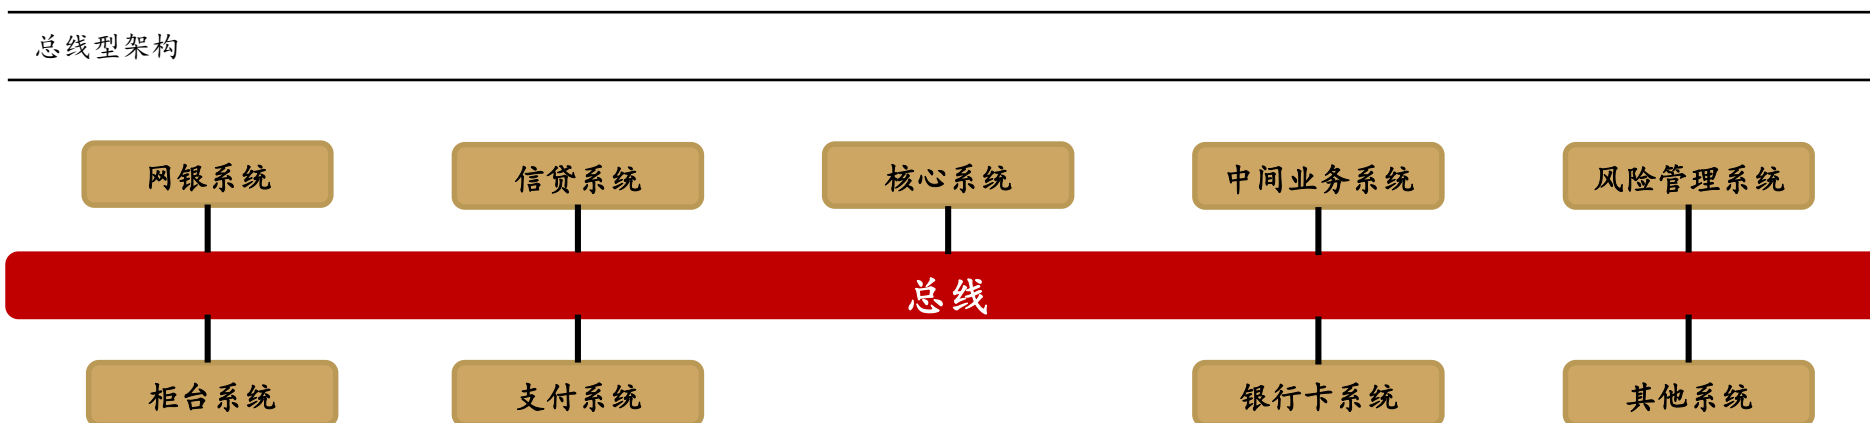 总线型架构
网银系统
信贷系统
核心系统
中间业务系统
风险管理系统
总线
柜台系统
支付系统
银行卡系统
其他系统